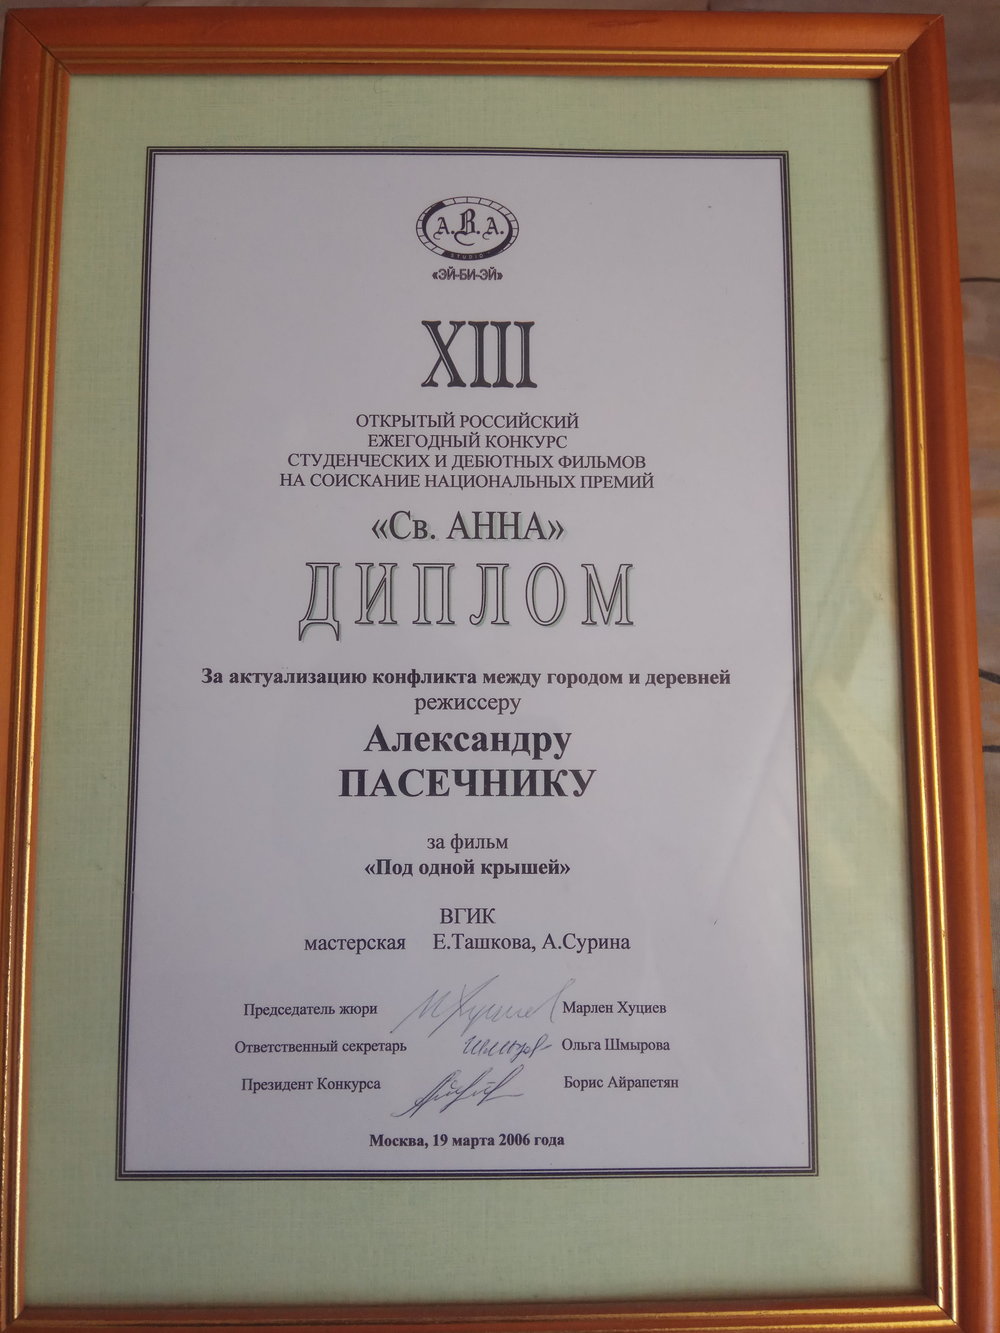 A.B.A.
STUDIO
«ЭЙ-БИ-ЭЙ»
XIII
ОТКРЫТЫЙ РОССИЙСКИЙ
ЕЖЕГОДНЫЙ КОНКУРС
СТУДЕНЧЕСКИХ И ДЕБЮТНЫХ ФИЛЬМОВ
НА СОИСКАНИЕ НАЦИОНАЛЬНЫХ ПРЕМИЙ
«Св. АННА»
ДИПЛОМ
За актуализацию конфликта между городом и деревней
режиссеру
Александру
ПАСЕЧНИКУ
за фильм
«Под одной крышей»
ВГИК
мастерская Е.Ташкова, А.Сурина
Председатель жюри М Хуциев Марлен Хуциев
Ответственный секретарь Ольга Шмырова
Президент Конкурса Борис Айрапетян
Москва, 19 марта 2006 года